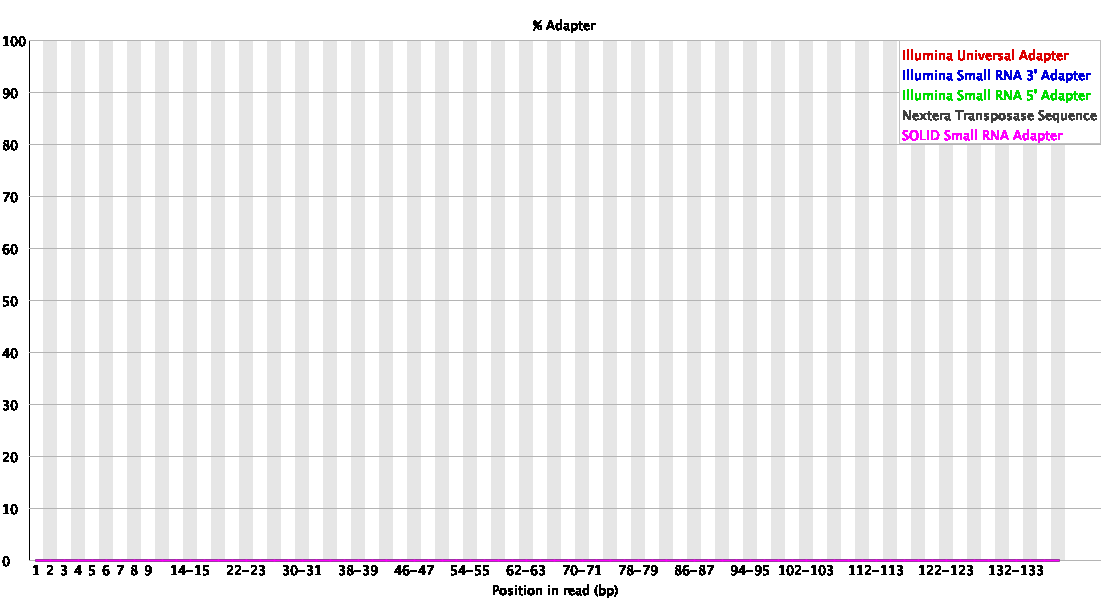 % Adapter
100
90
80
70
60
50
40
30
20
10
0
Illumina Universal Adapter
Illumina Small RNA 3' Adapter
Illumina Small RNA 5' Adapter
Nextera Transposase Sequence
SOLID Small RNA Adapter
1 2 3 4 5 6 7 8 9 14-15 22-23 30-31 38-39 46-47 54-55 62-63 70-71 78-79 86-87 94-95 102-103 112-113 122-123 132-133
Position in read (bp)